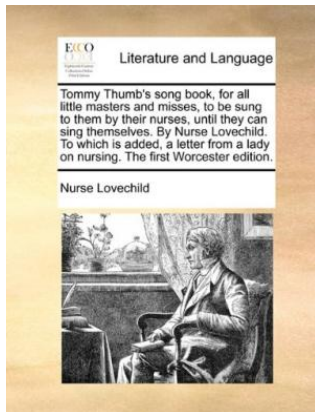 ECCO
Literature and Language
Tommy Thumb's song book, for all
little masters and misses, to be sung
to them by their nurses, until they can
sing themselves. By Nurse Lovechild.
To which is added, a letter from a lady
on nursing. The first Worcester edition.
Nurse Lovechild